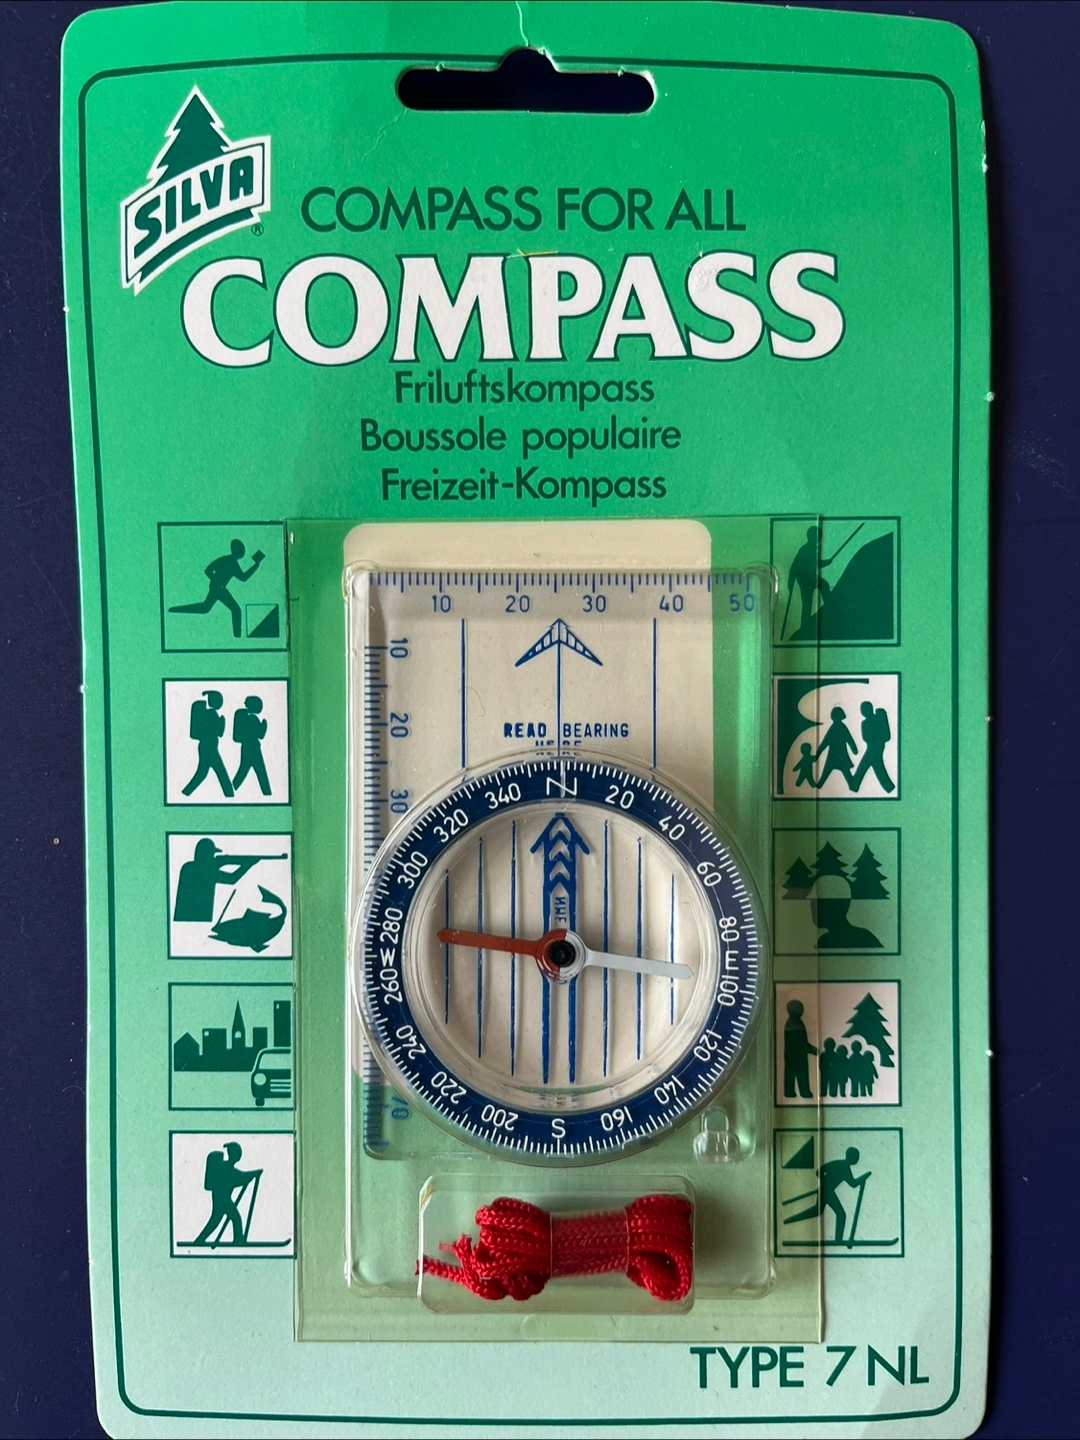 SILVA®
COMPASS FOR ALL
COMPASS
Friluftskompass
Boussole populaire
Freizeit-Kompass
10 20 30 40 50
10
20
30
READ BEARING
HERE
N 20 40 60 80 E 100 120 140 160 S 200 220 240 260 W 280 300 320 340
TYPE 7 NL